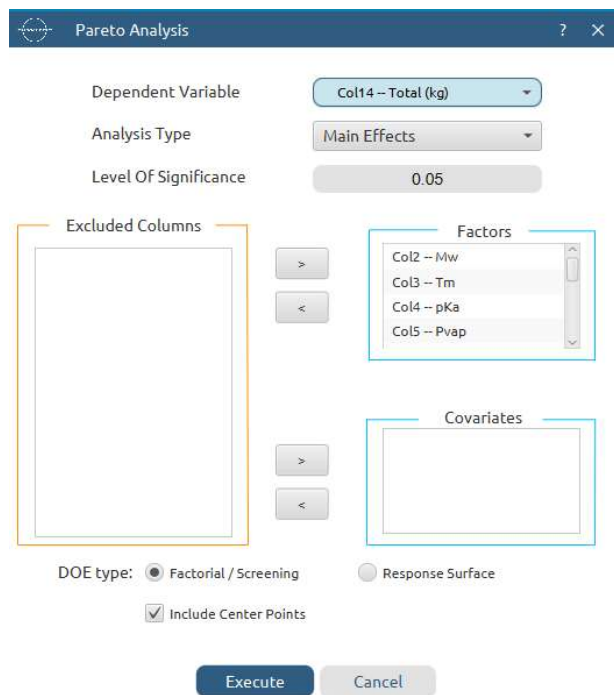 Pareto Analysis ? ×
Dependent Variable Col14 -- Total (kg)
Analysis Type Main Effects
Level Of Significance 0.05
Excluded Columns
>
<
Factors
Col2 -- Mw
Col3 -- Tm
Col4 -- pKa
Col5 -- Pvap
>
<
Covariates
DOE type: Factorial / Screening Response Surface
Include Center Points
Execute Cancel